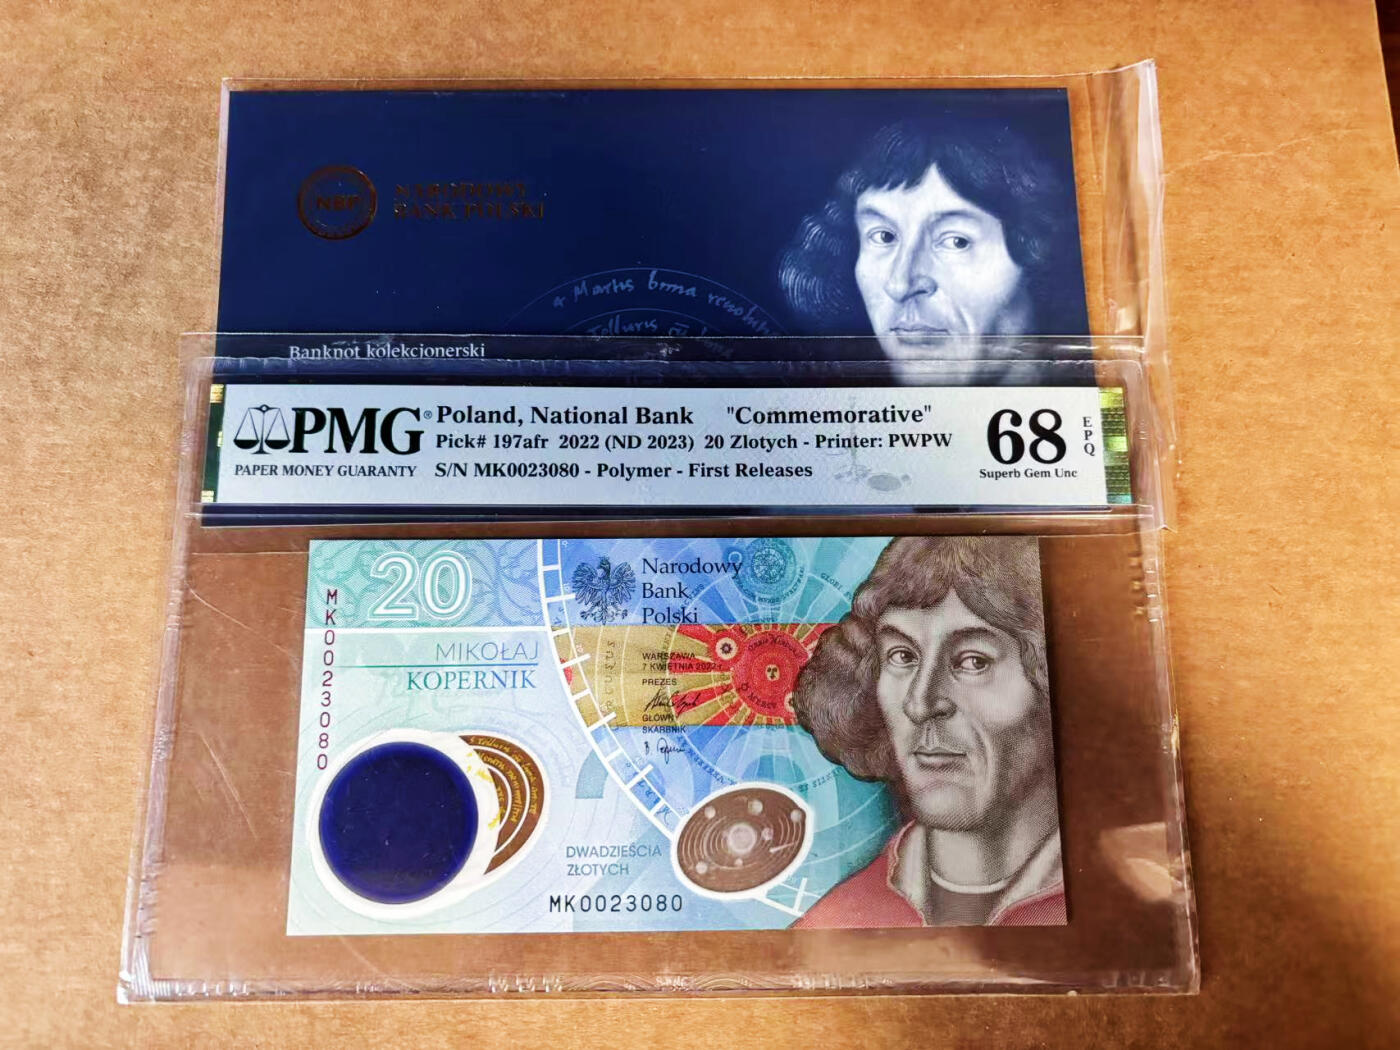 NBP
NARODOWY
BANK POLSKI
Banknot kolekcjonerski
PMG®
PAPER MONEY GUARANTY
Poland, National Bank "Commemorative"
Pick# 197afr 2022 (ND 2023) 20 Zlotych - Printer: PWPW
S/N MK0023080 - Polymer - First Releases
68
EPQ
Superb Gem Unc
20
MK0023080
MIKOŁAJ
KOPERNIK
Narodowy
Bank
Polski
WARSZAWA
7 KWIETNIA 2022 r.
PREZES
GŁÓWNY
SKARBNIK
DWADZIEŚCIA
ZŁOTYCH
MK0023080